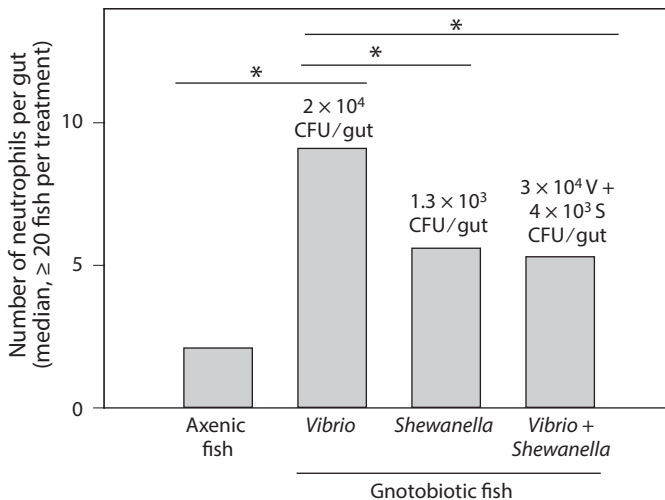 Number of neutrophils per gut
(median, ≥ 20 fish per treatment)
10
5
0
*
*
*
2 × 10⁴
CFU/gut
1.3 × 10³
CFU/gut
3 × 10⁴ V +
4 × 10³ S
CFU/gut
Axenic
fish
Vibrio
Shewanella
Vibrio +
Shewanella
Gnotobiotic fish